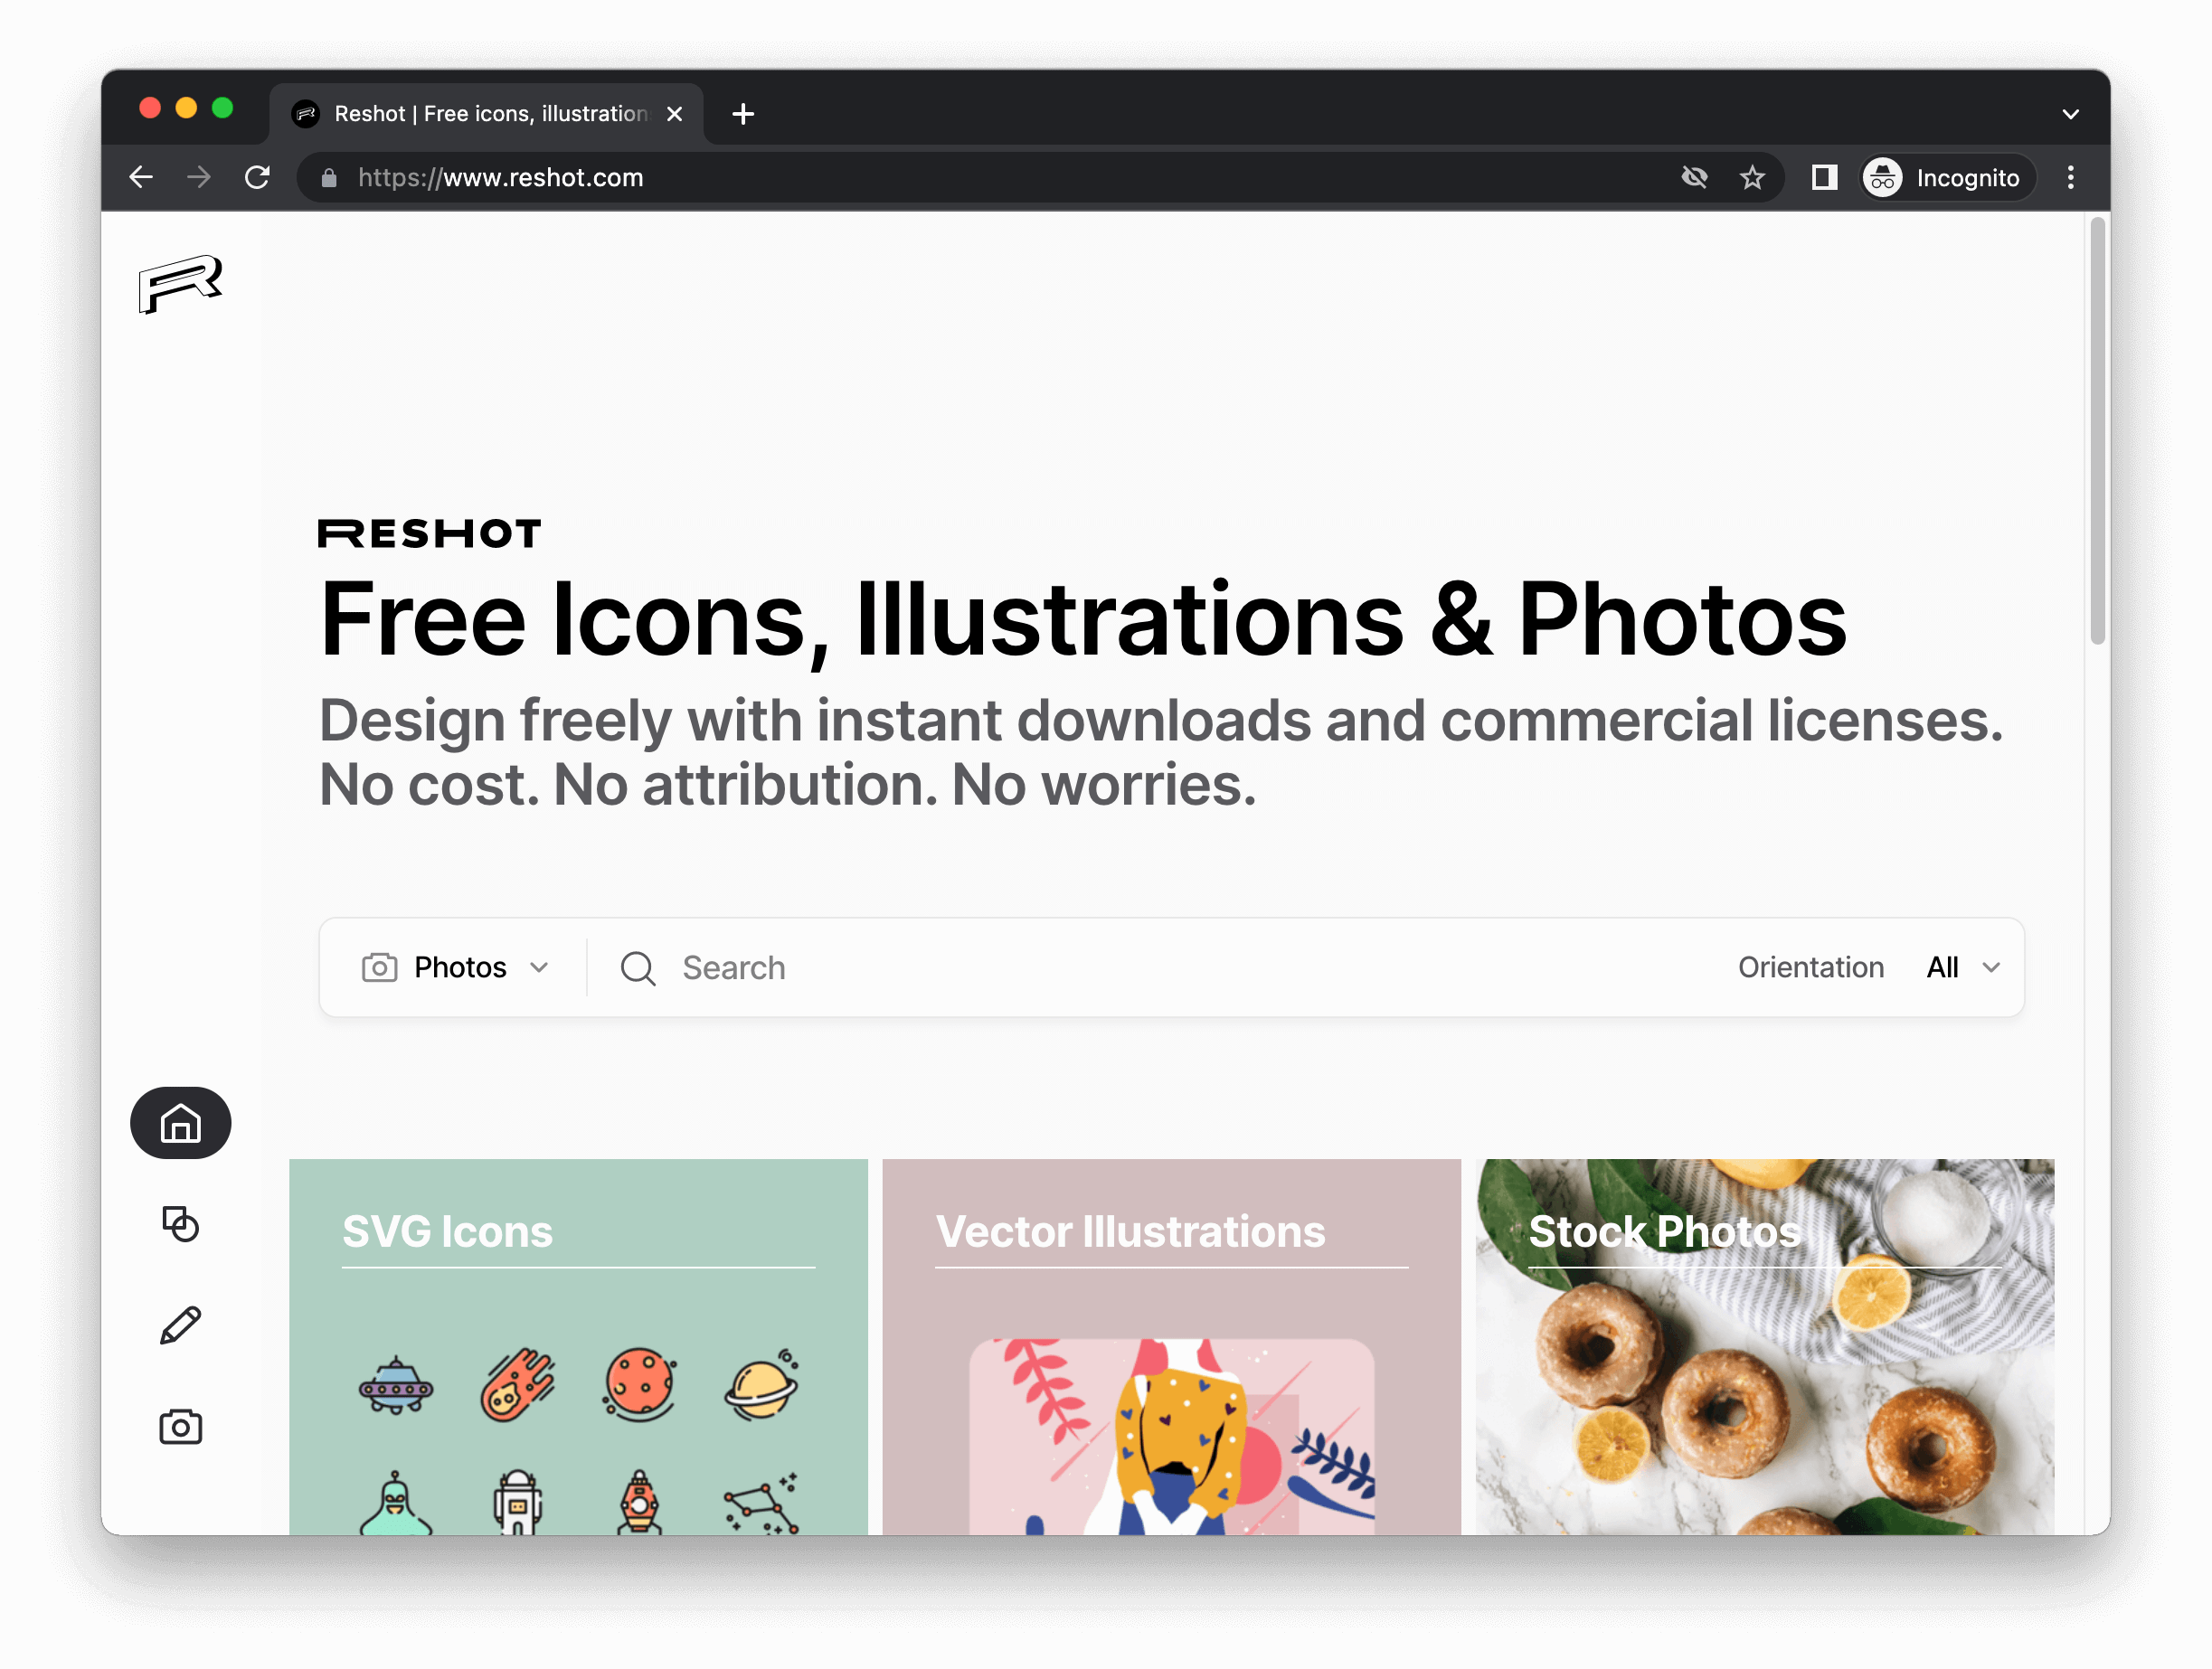 Reshot | Free icons, illustration
https://www.reshot.com
Incognito
RESHOT
Free Icons, Illustrations & Photos
Design freely with instant downloads and commercial licenses.
No cost. No attribution. No worries.
Photos
Search
Orientation All
SVG Icons
Vector Illustrations
Stock Photos